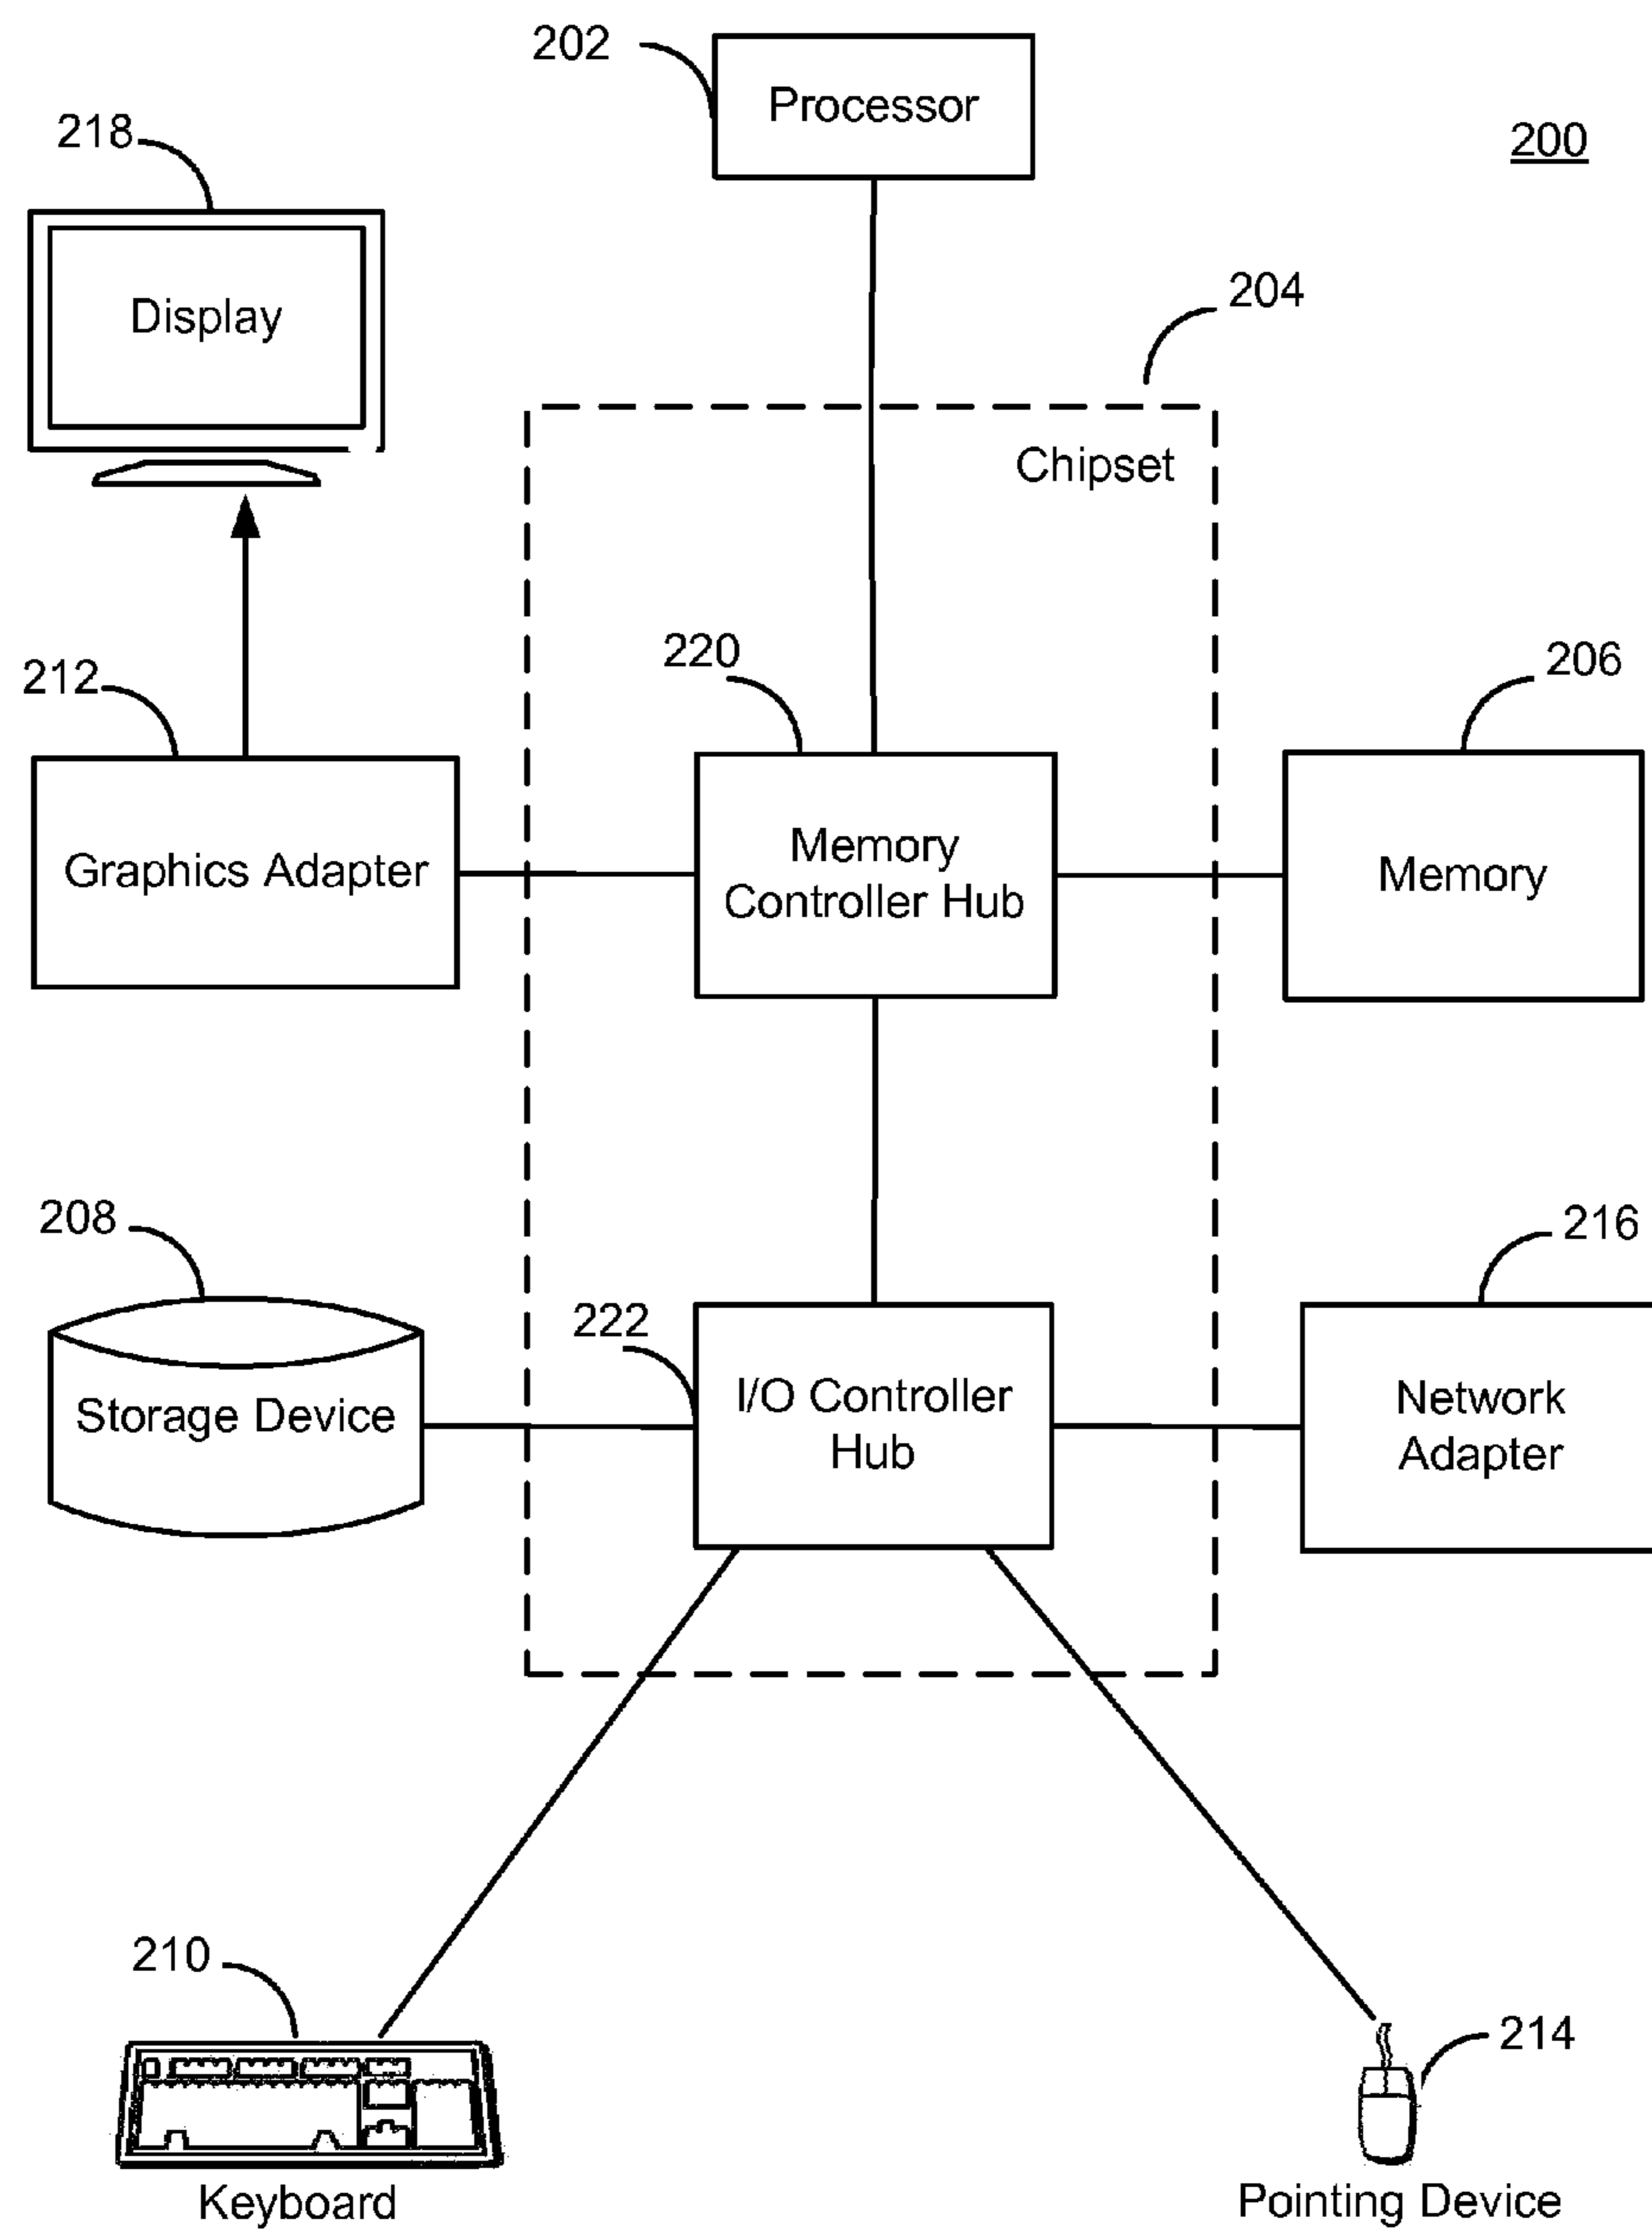 202
Processor
200
218
Display
204
Chipset
220
212
206
Graphics Adapter
Memory
Controller Hub
Memory
208
216
222
Storage Device
I/O Controller
Hub
Network
Adapter
210
214
Keyboard
Pointing Device